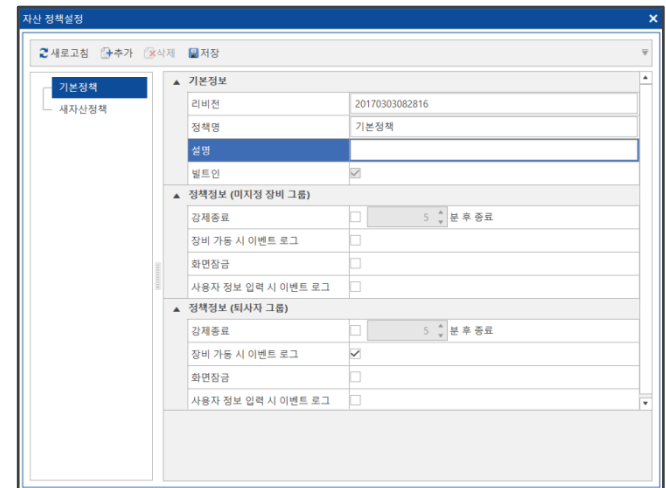 자산 정책설정
새로고침 추가 삭제 저장
기본정책
새자산정책
기본정보
리비전 20170303082816
정책명 기본정책
설명
빌트인
정책정보 (미지정 장비 그룹)
강제종료 5 분 후 종료
장비 가동 시 이벤트 로그
화면잠금
사용자 정보 입력 시 이벤트 로그
정책정보 (퇴사자 그룹)
강제종료 5 분 후 종료
장비 가동 시 이벤트 로그
화면잠금
사용자 정보 입력 시 이벤트 로그